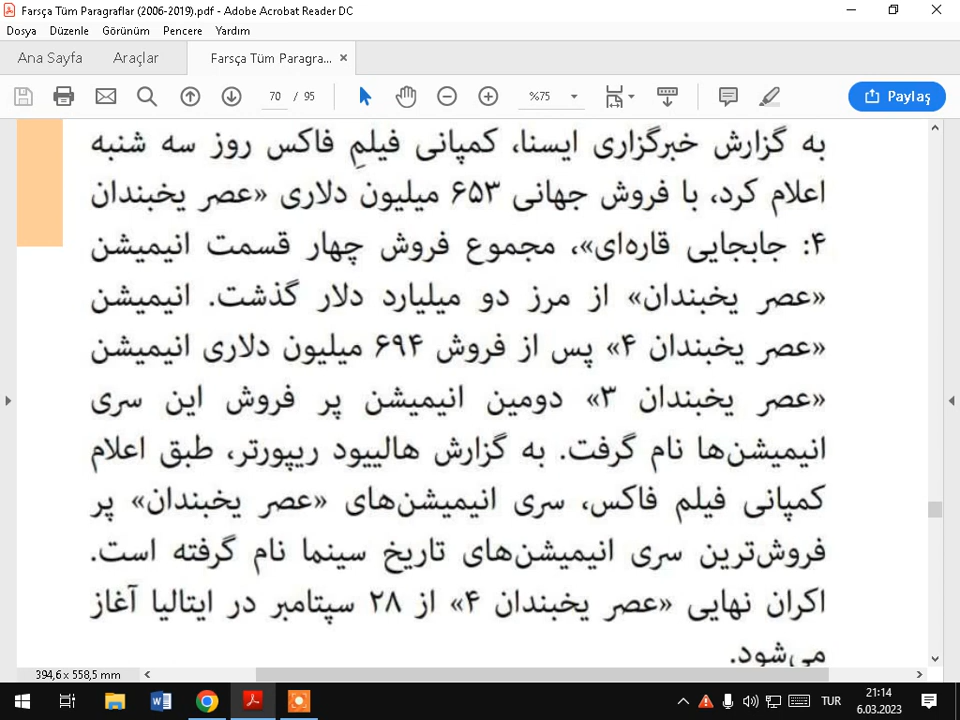 Farsça Tüm Paragraflar (2006-2019).pdf - Adobe Acrobat Reader DC
Dosya Düzenle Görünüm Pencere Yardım
Ana Sayfa Araçlar Farsça Tüm Paragra... ×
70 / 95 %75 Paylaş
به گزارش خبرگزاری ایسنا، کمپانی فیلمِ فاکس روز سه شنبه
اعلام کرد، با فروش جهانی ۶۵۳ میلیون دلاری «عصر یخبندان
۴: جابجایی قاره‌ای»، مجموع فروش چهار قسمت انیمیشن
«عصر یخبندان» از مرز دو میلیارد دلار گذشت. انیمیشن
«عصر یخبندان ۴» پس از فروش ۶۹۴ میلیون دلاری انیمیشن
«عصر یخبندان ۳» دومین انیمیشن پر فروش این سری
انیمیشن‌ها نام گرفت. به گزارش هالیبود ریپورتر، طبق اعلام
کمپانی فیلم فاکس، سری انیمیشن‌های «عصر یخبندان» پر
فروش‌ترین سری انیمیشن‌های تاریخ سینما نام گرفته است.
اکران نهایی «عصر یخبندان ۴» از ۲۸ سپتامبر در ایتالیا آغاز
می‌شود.
394,6 x 558,5 mm
TUR
21:14
6.03.2023